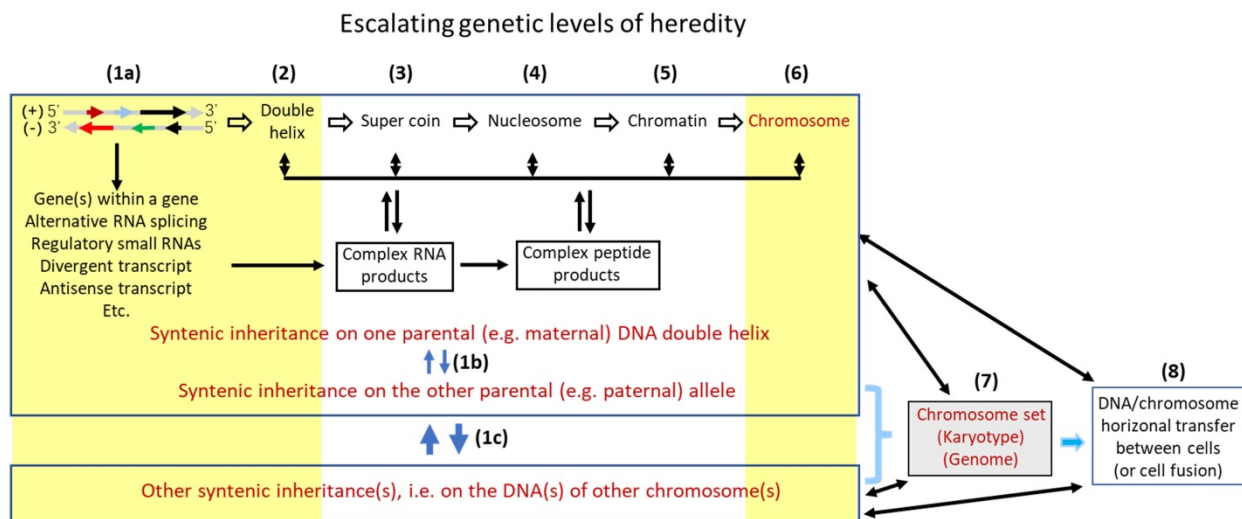 Escalating genetic levels of heredity
(1a)
(2)
(3)
(4)
(5)
(6)
(+) 5' 3'
(-) 3' 5'
Double
helix
Super coin
Nucleosome
Chromatin
Chromosome
Gene(s) within a gene
Alternative RNA splicing
Regulatory small RNAs
Divergent transcript
Antisense transcript
Etc.
Complex RNA
products
Complex peptide
products
Syntenic inheritance on one parental (e.g. maternal) DNA double helix
(1b)
Syntenic inheritance on the other parental (e.g. paternal) allele
(1c)
Other syntenic inheritance(s), i.e. on the DNA(s) of other chromosome(s)
(7)
Chromosome set
(Karyotype)
(Genome)
(8)
DNA/chromosome
horizonal transfer
between cells
(or cell fusion)